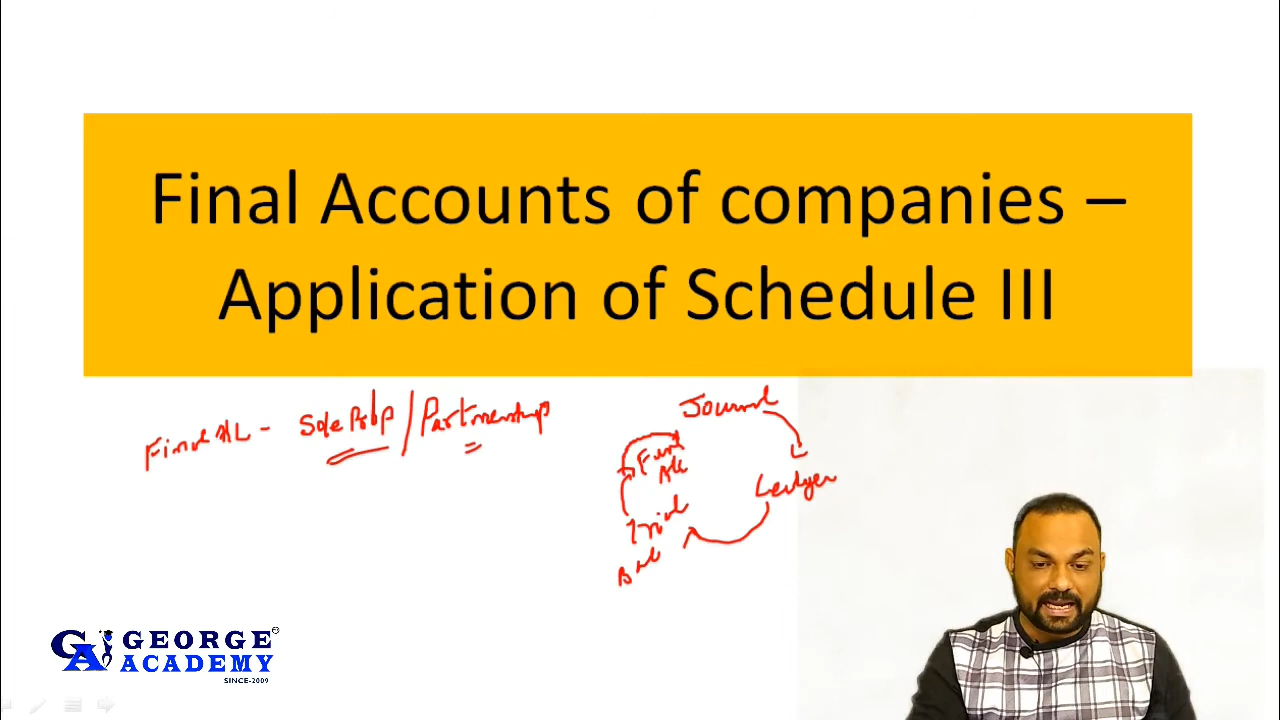 Final Accounts of companies –
Application of Schedule III
Final A/c - Sole Prop / Partnership
Journal
Final
A/c
Ledger
Trial
Bal
CA GEORGE
ACADEMY
SINCE-2009